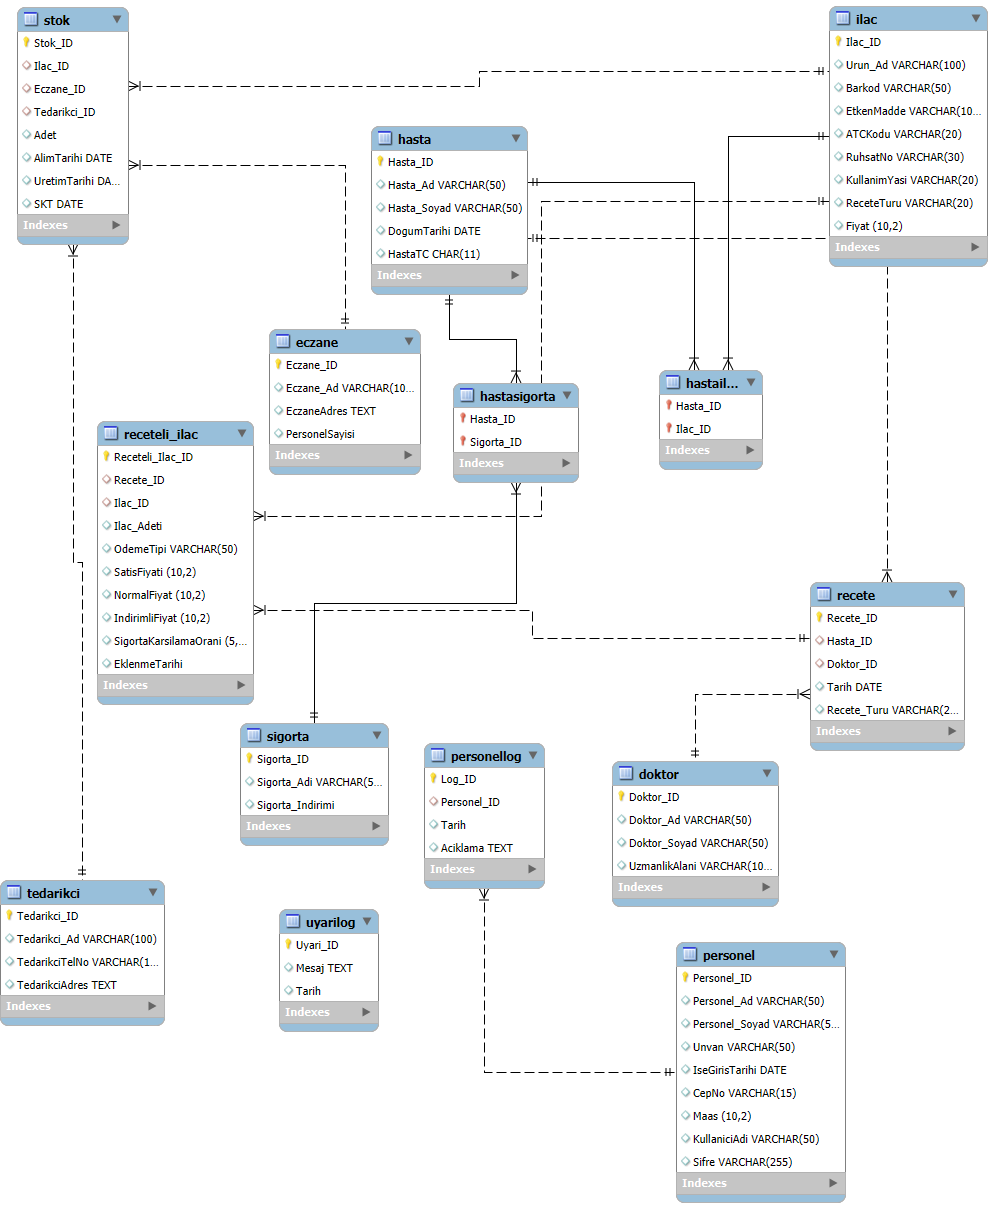 stok
Stok_ID
Ilac_ID
Eczane_ID
Tedarikci_ID
Adet
AlimTarihi DATE
UretimTarihi DA...
SKT DATE
Indexes
ilac
Ilac_ID
Urun_Ad VARCHAR(100)
Barkod VARCHAR(50)
EtkenMadde VARCHAR(10...
ATCKodu VARCHAR(20)
RuhsatNo VARCHAR(30)
KullanimYasi VARCHAR(20)
ReceteTuru VARCHAR(20)
Fiyat (10,2)
Indexes
hasta
Hasta_ID
Hasta_Ad VARCHAR(50)
Hasta_Soyad VARCHAR(50)
DogumTarihi DATE
HastaTC CHAR(11)
Indexes
eczane
Eczane_ID
Eczane_Ad VARCHAR(10...
EczaneAdres TEXT
PersonelSayisi
Indexes
hastasigorta
Hasta_ID
Sigorta_ID
Indexes
hastail...
Hasta_ID
Ilac_ID
Indexes
receteli_ilac
Receteli_Ilac_ID
Recete_ID
Ilac_ID
Ilac_Adeti
OdemeTipi VARCHAR(50)
SatisFiyati (10,2)
NormalFiyat (10,2)
IndirimliFiyat (10,2)
SigortaKarsilamaOrani (5,...
EklenmeTarihi
Indexes
recete
Recete_ID
Hasta_ID
Doktor_ID
Tarih DATE
Recete_Turu VARCHAR(2...
Indexes
sigorta
Sigorta_ID
Sigorta_Adi VARCHAR(5...
Sigorta_Indirimi
Indexes
personellog
Log_ID
Personel_ID
Tarih
Aciklama TEXT
Indexes
doktor
Doktor_ID
Doktor_Ad VARCHAR(50)
Doktor_Soyad VARCHAR(50)
UzmanlikAlani VARCHAR(10...
Indexes
tedarikci
Tedarikci_ID
Tedarikci_Ad VARCHAR(100)
TedarikciTelNo VARCHAR(1...
TedarikciAdres TEXT
Indexes
uyarilog
Uyari_ID
Mesaj TEXT
Tarih
Indexes
personel
Personel_ID
Personel_Ad VARCHAR(50)
Personel_Soyad VARCHAR(5...
Unvan VARCHAR(50)
IseGirisTarihi DATE
CepNo VARCHAR(15)
Maas (10,2)
KullaniciAdi VARCHAR(50)
Sifre VARCHAR(255)
Indexes